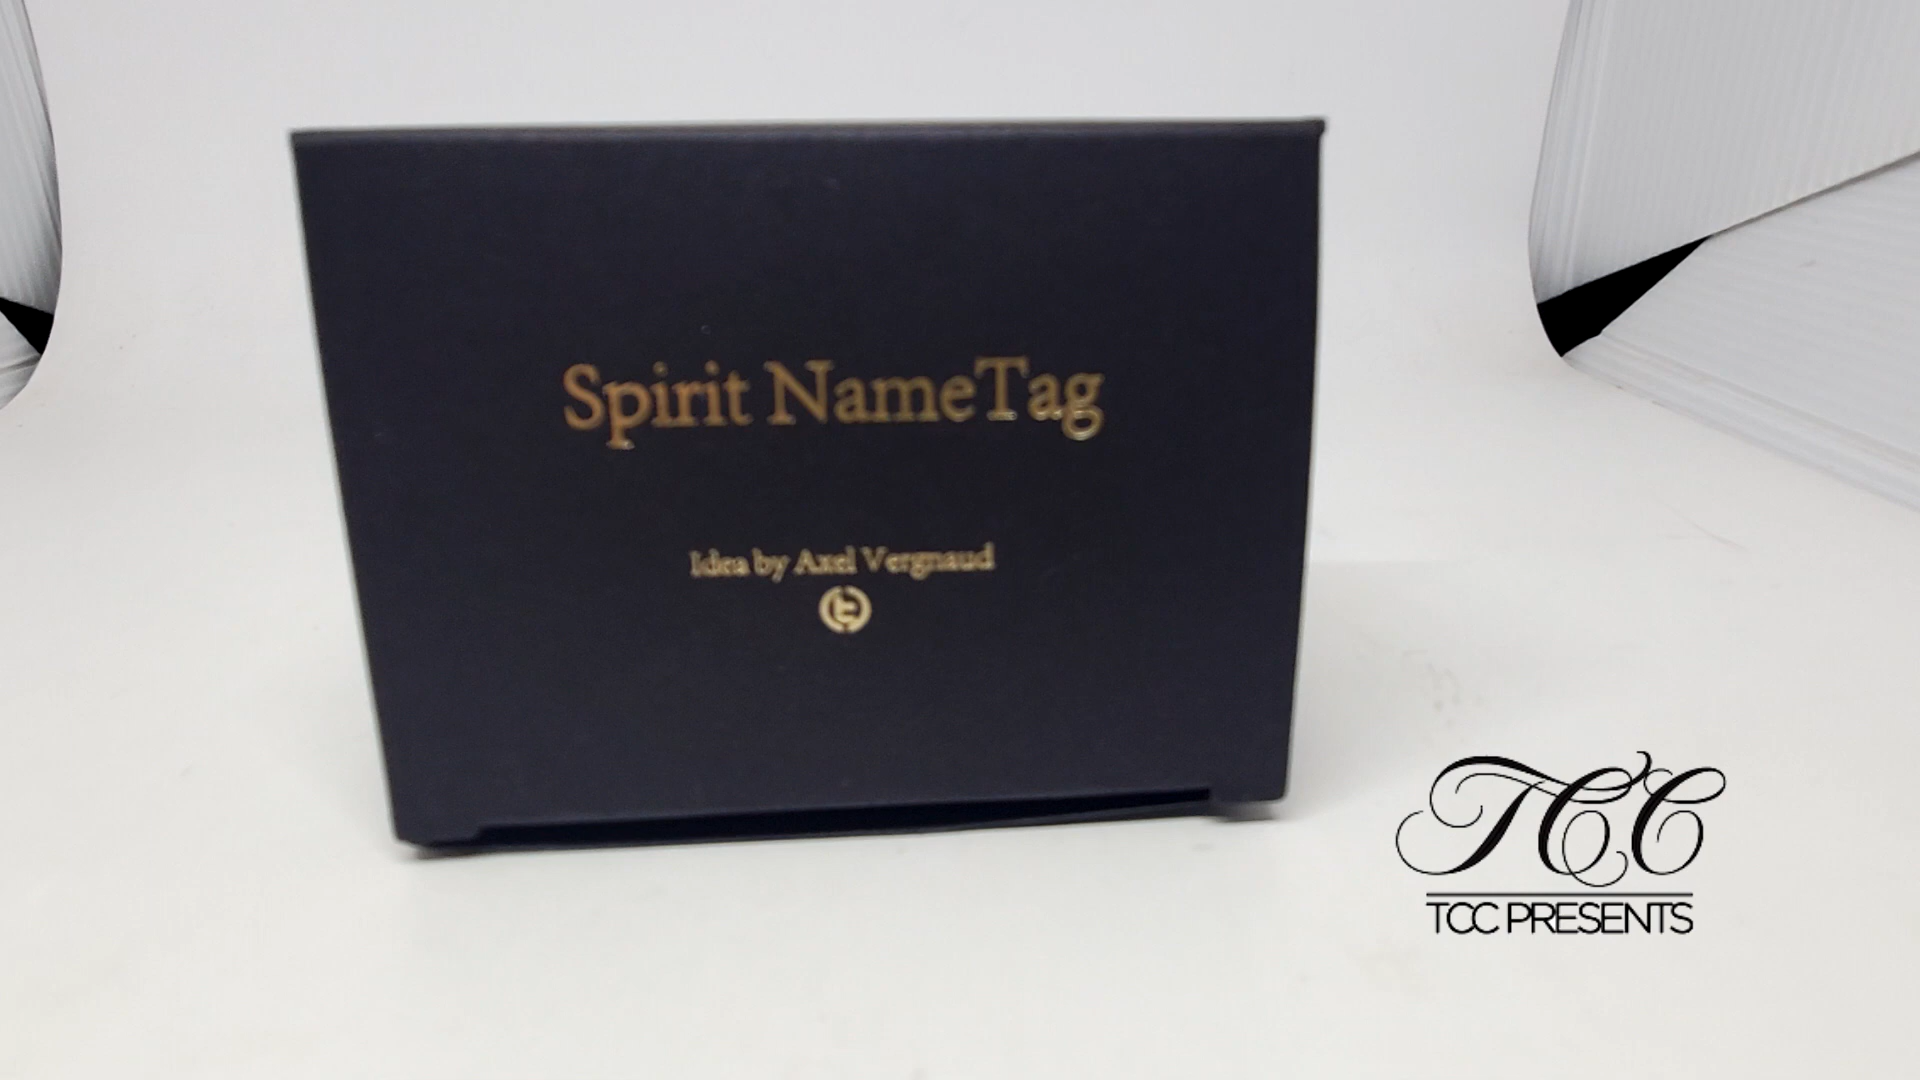 Spirit NameTag
Idea by Axel Vergnaud
TCC
TCC PRESENTS